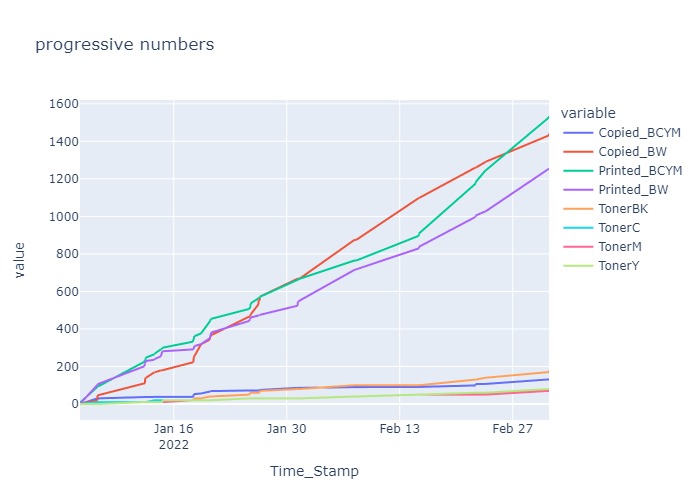 progressive numbers
variable
Copied_BCYM
Copied_BW
Printed_BCYM
Printed_BW
TonerBK
TonerC
TonerM
TonerY
value
1600
1400
1200
1000
800
600
400
200
0
Jan 16
2022
Jan 30
Feb 13
Feb 27
Time_Stamp